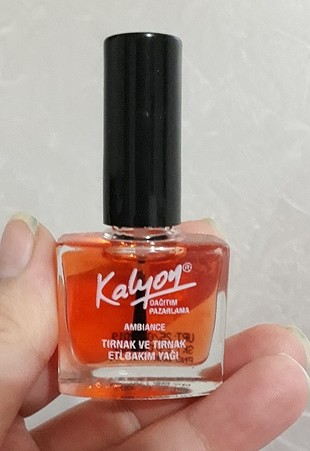 Kalyon®
DAĞITIM
PAZARLAMA
AMBIANCE
TIRNAK VE TIRNAK
ETİ BAKIM YAĞI